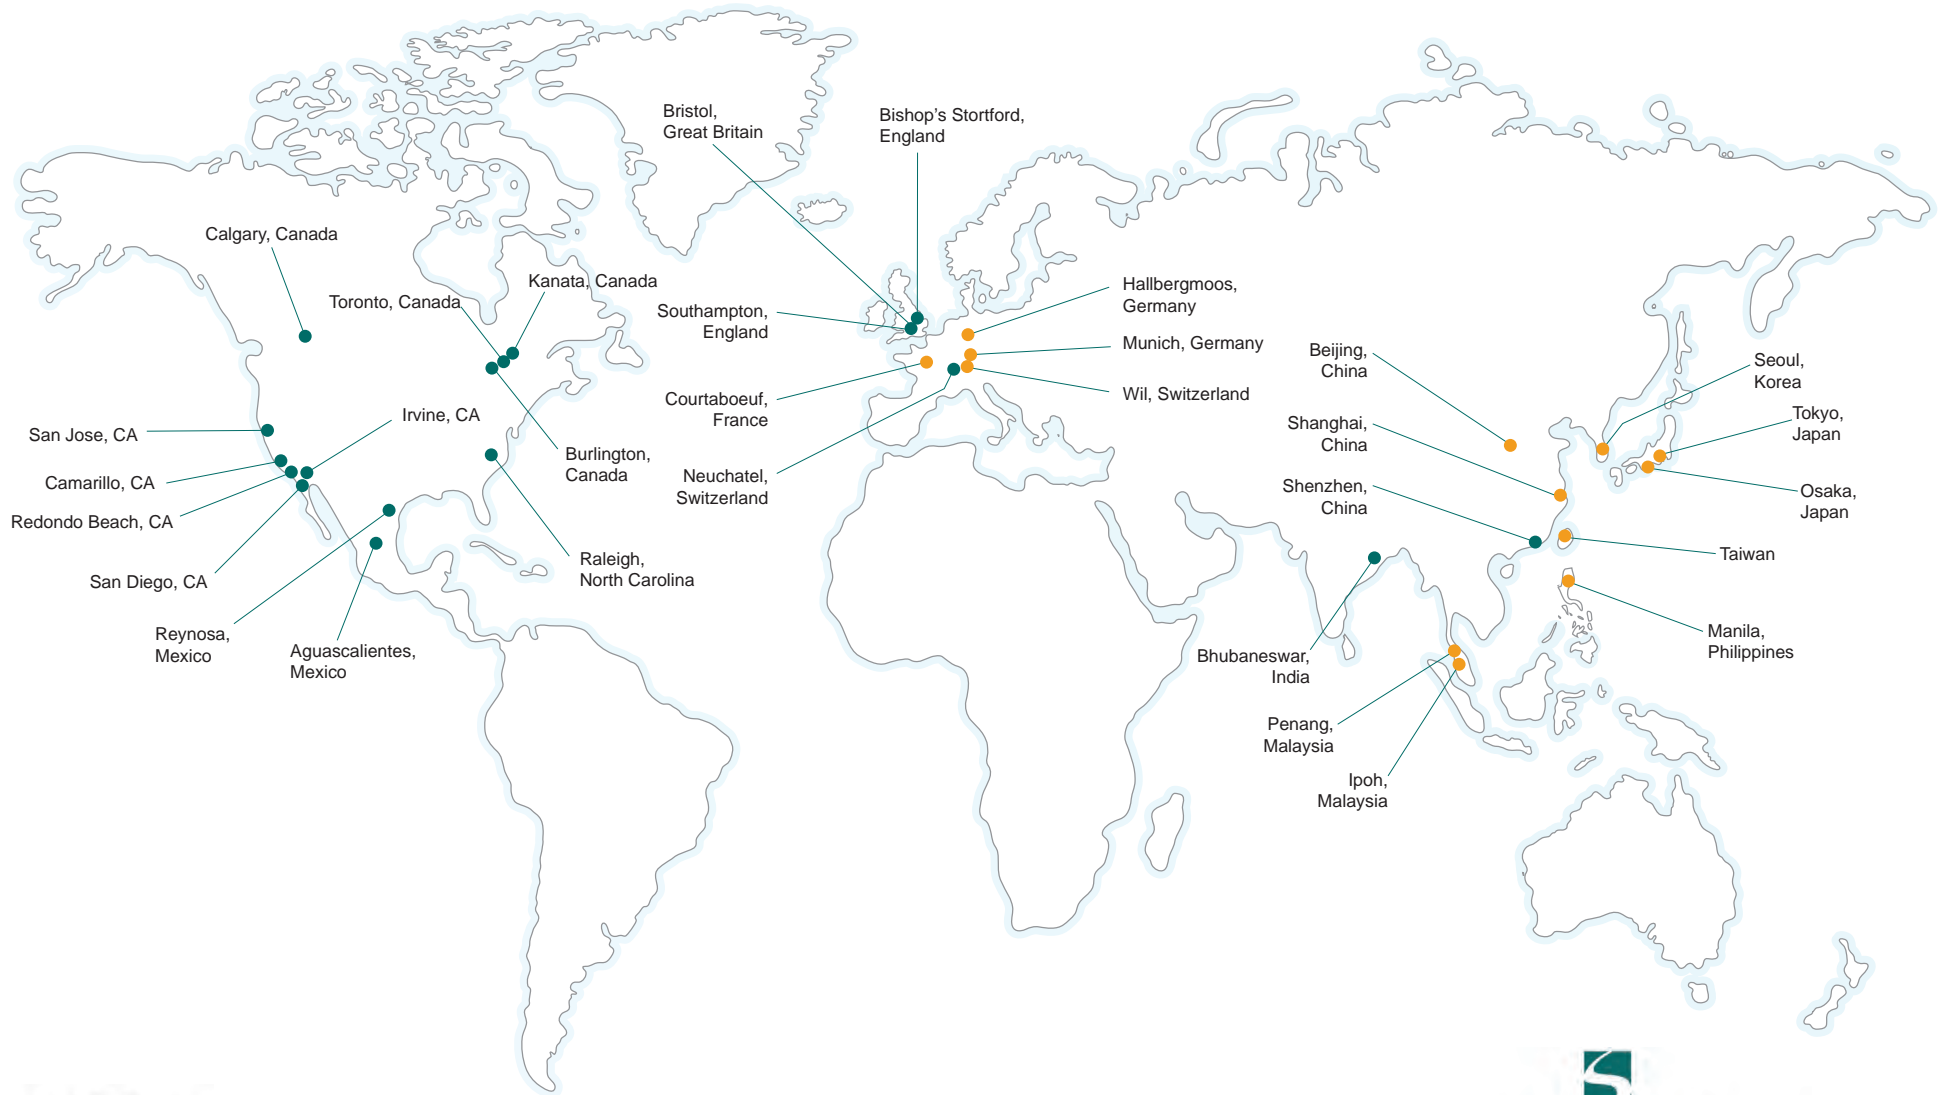 Bristol,
Great Britain
Bishop's Stortford,
England
Calgary, Canada
Kanata, Canada
Toronto, Canada
Southampton,
England
Hallbergmoos,
Germany
Munich, Germany
Courtaboeuf,
France
Wil, Switzerland
Beijing,
China
Seoul,
Korea
Irvine, CA
San Jose, CA
Shanghai,
China
Tokyo,
Japan
Burlington,
Canada
Neuchatel,
Switzerland
Camarillo, CA
Shenzhen,
China
Osaka,
Japan
Redondo Beach, CA
Taiwan
Raleigh,
North Carolina
San Diego, CA
Reynosa,
Mexico
Aguascalientes,
Mexico
Bhubaneswar,
India
Manila,
Philippines
Penang,
Malaysia
Ipoh,
Malaysia